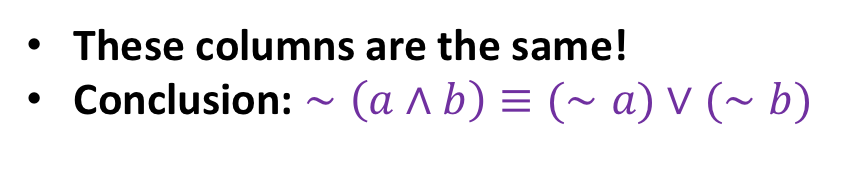 • These columns are the same!
• Conclusion: ~ (a ∧ b) ≡ (~ a) ∨ (~ b)